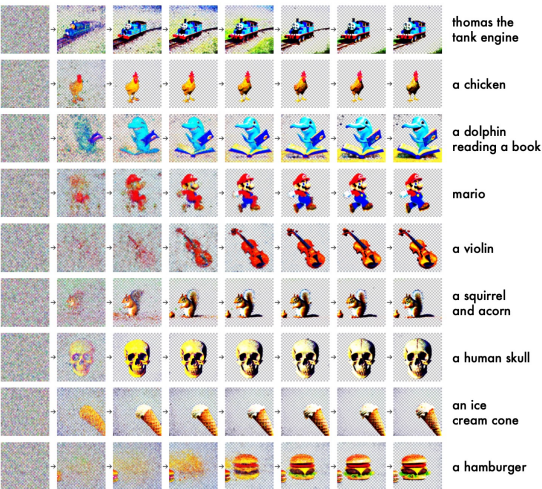 thomas the
tank engine
a chicken
a dolphin
reading a book
mario
a violin
a squirrel
and acorn
a human skull
an ice
cream cone
a hamburger